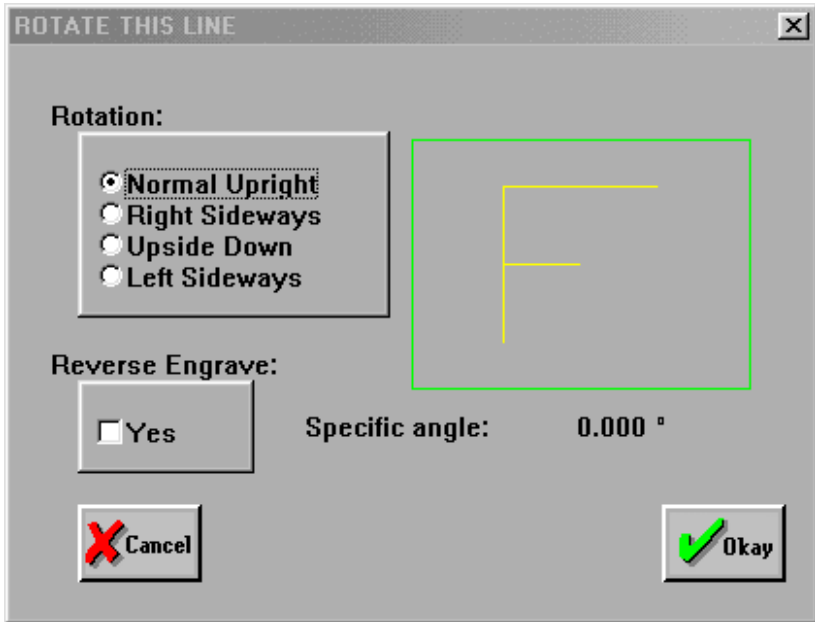 ROTATE THIS LINE
Rotation:
Normal Upright
Right Sideways
Upside Down
Left Sideways
F
Reverse Engrave:
Yes
Specific angle: 0.000 °
Cancel
Okay